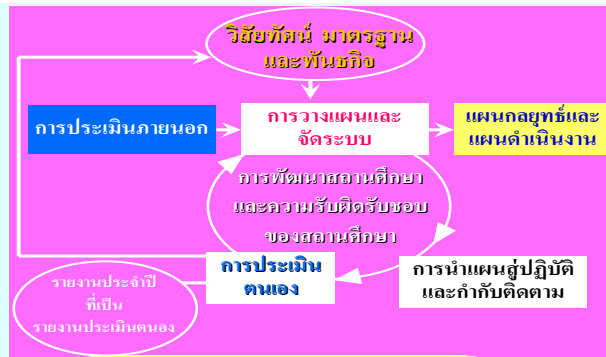 วิสัยทัศน์ มาตรฐาน
และพันธกิจ
การประเมินภายนอก
การวางแผนและ
จัดระบบ
แผนกลยุทธ์และ
แผนดำเนินงาน
การพัฒนาสถานศึกษา
และความรับผิดรับชอบ
ของสถานศึกษา
การประเมิน
ตนเอง
การนำแผนสู่ปฏิบัติ
และกำกับติดตาม
รายงานประจำปี
ที่เป็น
รายงานประเมินตนอง